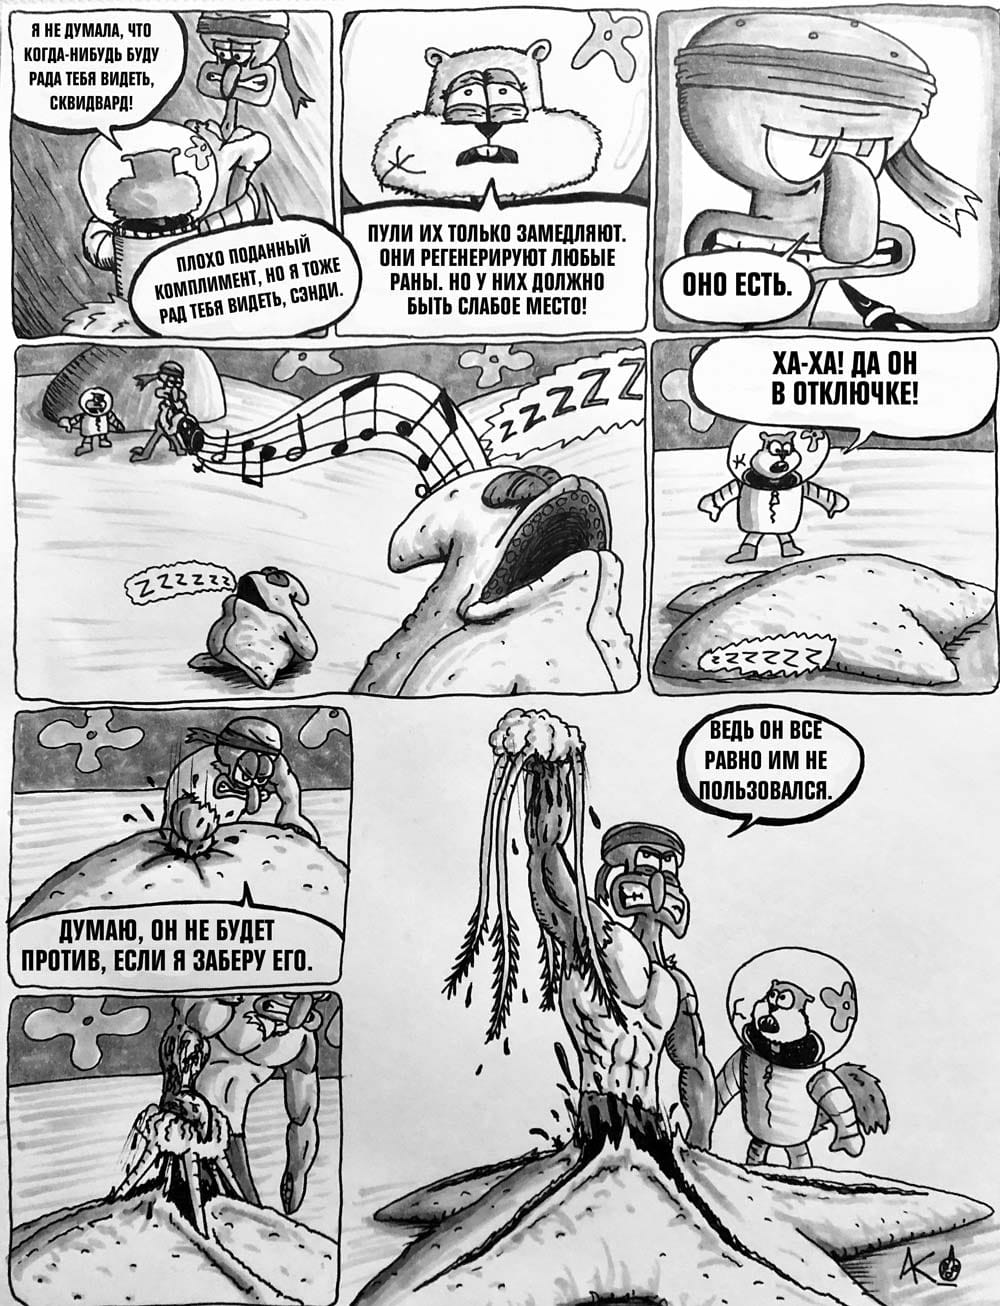 Я НЕ ДУМАЛА, ЧТО
КОГДА-НИБУДЬ БУДУ
РАДА ТЕБЯ ВИДЕТЬ,
СКВИДВАРД!
ПЛОХО ПОДАННЫЙ
КОМПЛИМЕНТ, НО Я ТОЖЕ
РАД ТЕБЯ ВИДЕТЬ, СЭНДИ.
ПУЛИ ИХ ТОЛЬКО ЗАМЕДЛЯЮТ.
ОНИ РЕГЕНЕРИРУЮТ ЛЮБЫЕ
РАНЫ. НО У НИХ ДОЛЖНО
БЫТЬ СЛАБОЕ МЕСТО!
ОНО ЕСТЬ.
ZZZZZZ
ZZZZZZ
ХА-ХА! ДА ОН
В ОТКЛЮЧКЕ!
ZZZZZZ
ДУМАЮ, ОН НЕ БУДЕТ
ПРОТИВ, ЕСЛИ Я ЗАБЕРУ ЕГО.
ВЕДЬ ОН ВСЕ
РАВНО ИМ НЕ
ПОЛЬЗОВАЛСЯ.
АК